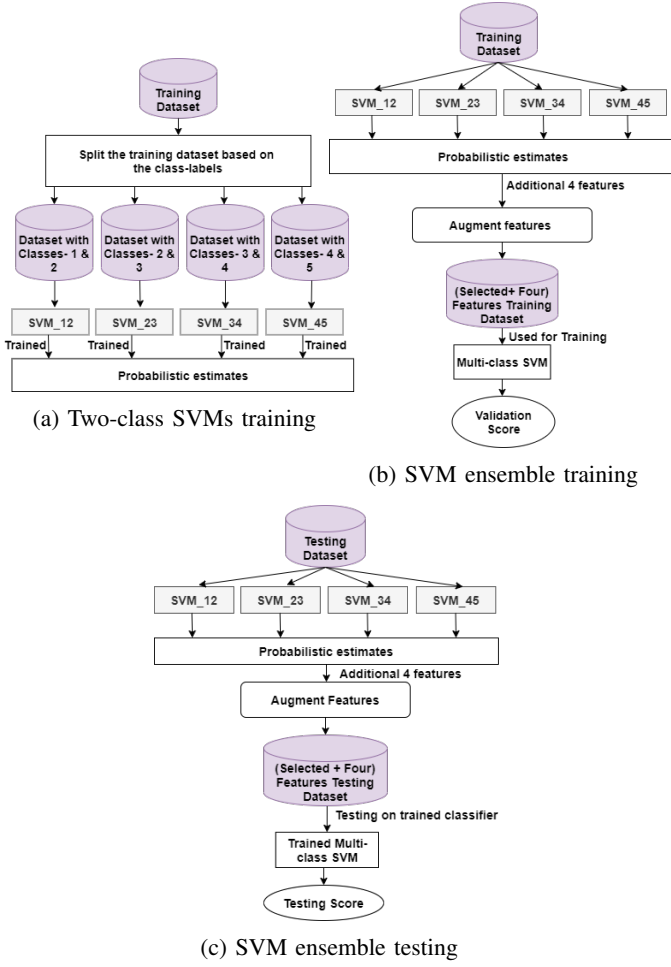 Training
Dataset
Split the training dataset based on
the class-labels
Dataset with
Classes- 1 &
2
Dataset with
Classes- 2 &
3
Dataset with
Classes- 3 &
4
Dataset with
Classes- 4 &
5
SVM_12
SVM_23
SVM_34
SVM_45
Trained
Trained
Trained
Trained
Probabilistic estimates
(a) Two-class SVMs training
Training
Dataset
SVM_12
SVM_23
SVM_34
SVM_45
Probabilistic estimates
Additional 4 features
Augment features
(Selected+ Four)
Features Training
Dataset
Used for Training
Multi-class SVM
Validation
Score
(b) SVM ensemble training
Testing
Dataset
SVM_12
SVM_23
SVM_34
SVM_45
Probabilistic estimates
Additional 4 features
Augment Features
(Selected + Four)
Features Testing
Dataset
Testing on trained classifier
Trained Multi-
class SVM
Testing Score
(c) SVM ensemble testing